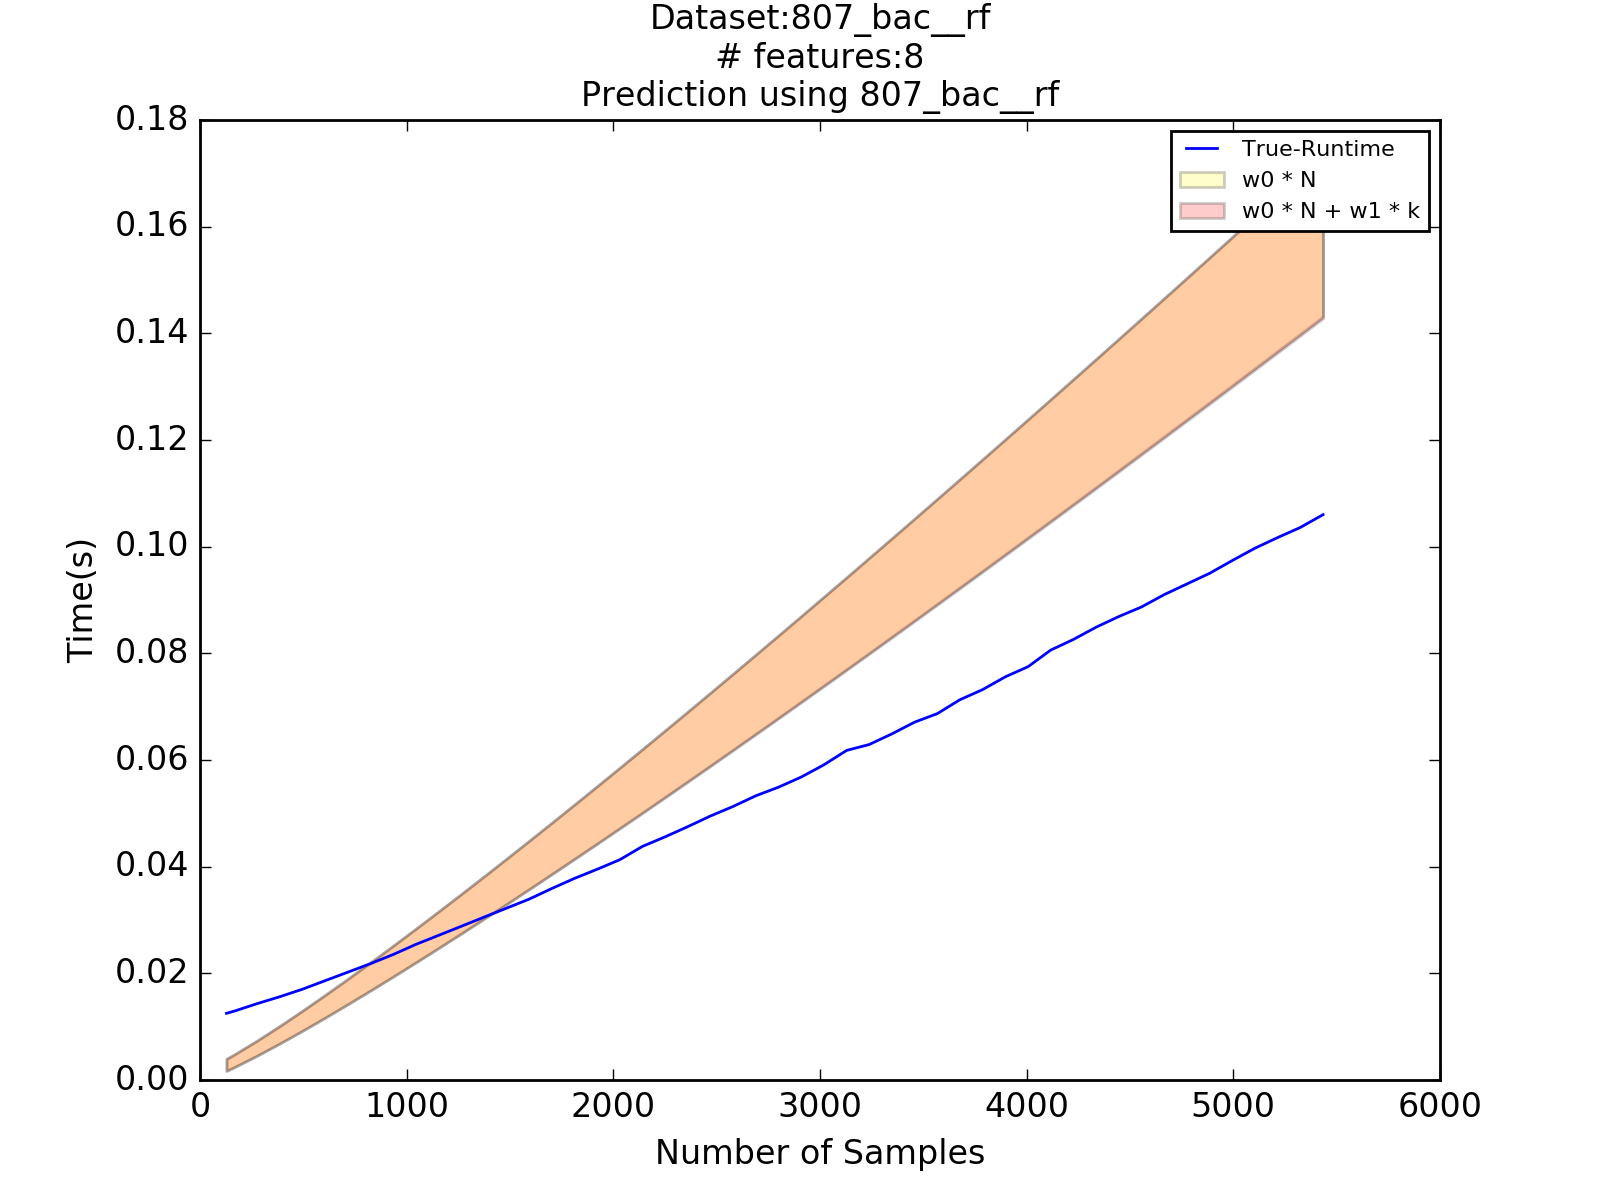 Dataset:807_bac__rf
# features:8
Prediction using 807_bac__rf
0.18
0.16
0.14
0.12
0.10
0.08
0.06
0.04
0.02
0.00
Time(s)
True-Runtime
w0 * N
w0 * N + w1 * k
0 1000 2000 3000 4000 5000 6000
Number of Samples